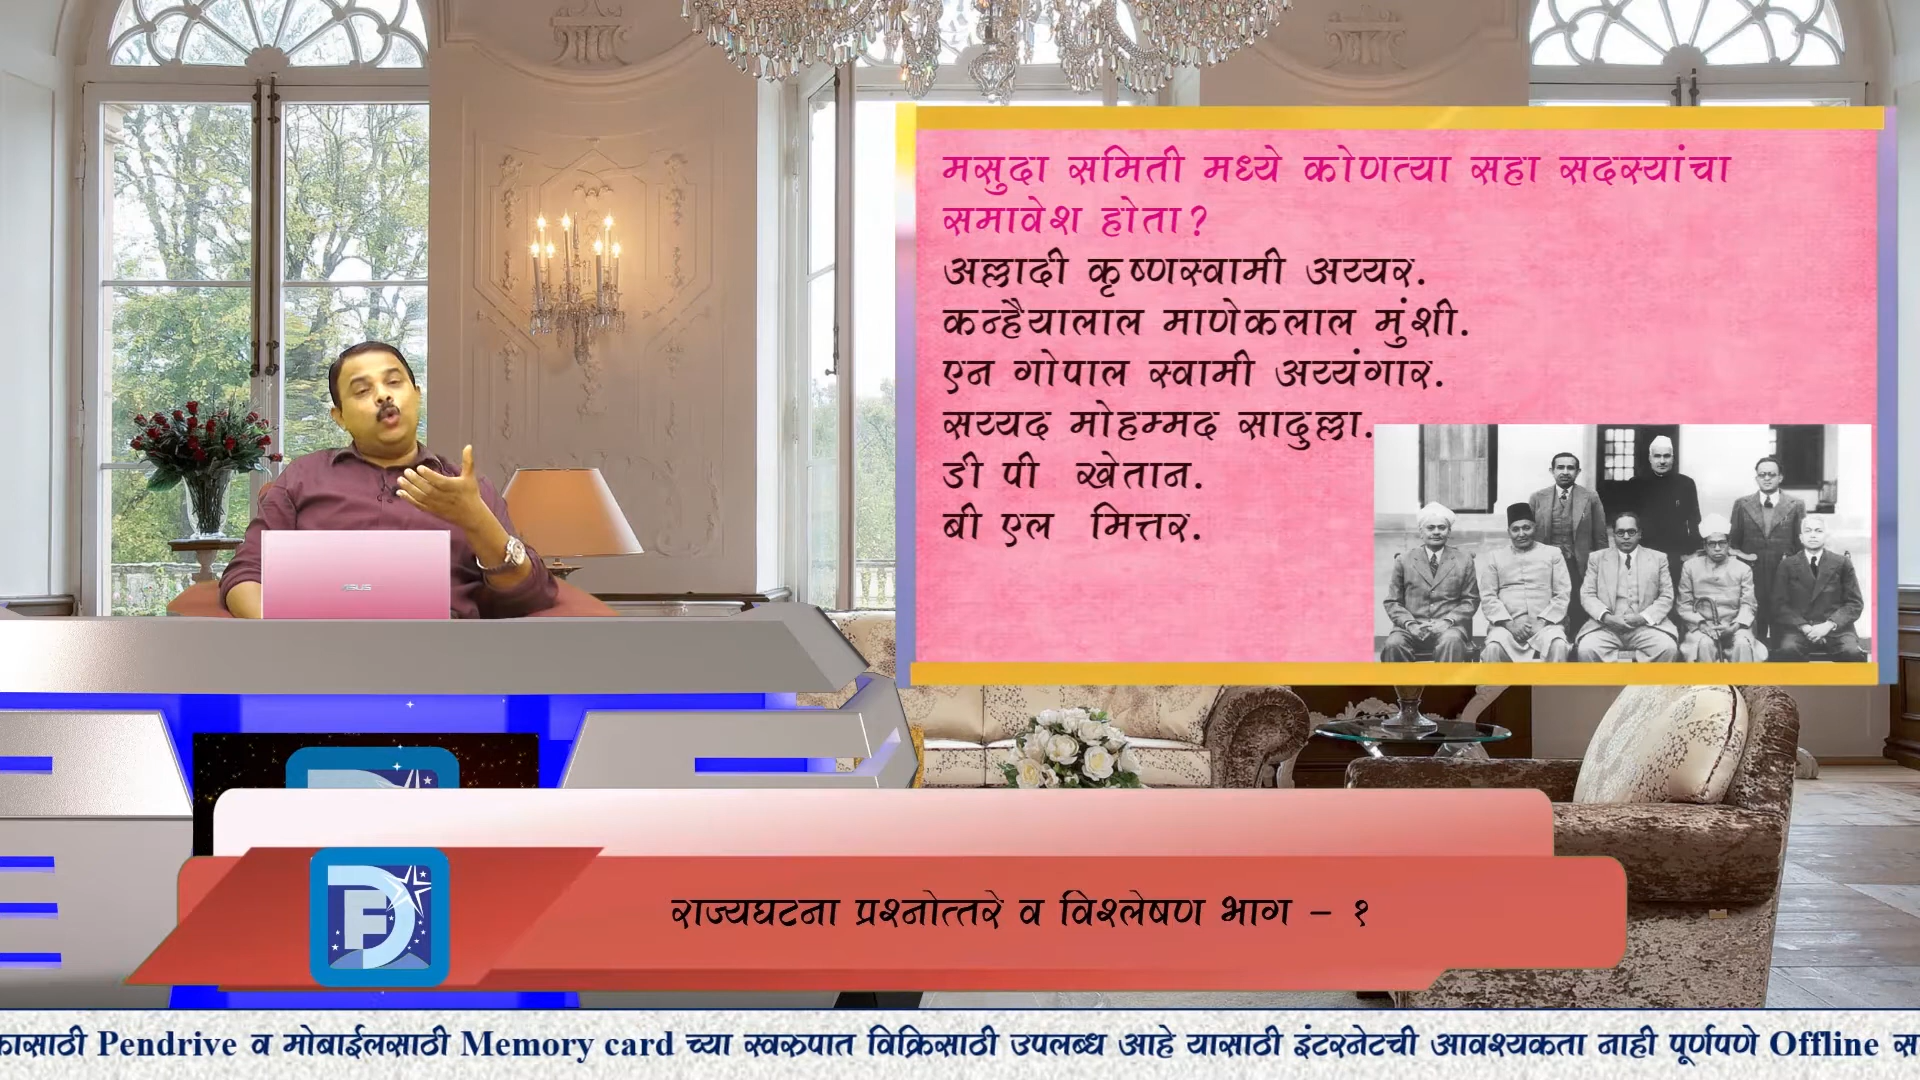 मसुदा समिती मध्ये कोणत्या सहा सदस्यांचा
समावेश होता?
अल्लादी कृष्णस्वामी अय्यर.
कन्हैयालाल माणेकलाल मुंशी.
एन गोपाल स्वामी अय्यंगार.
सय्यद मोहम्मद सादुल्ला.
डी पी खेतान.
बी एल मित्तर.
ASUS
राज्यघटना प्रश्नोत्तरे व विश्लेषण भाग – १
Pendrive व मोबाईलसाठी Memory card च्या स्वरुपात विक्रिसाठी उपलब्ध आहे यासाठी इंटरनेटची आवश्यकता नाही पूर्णपणे Offline